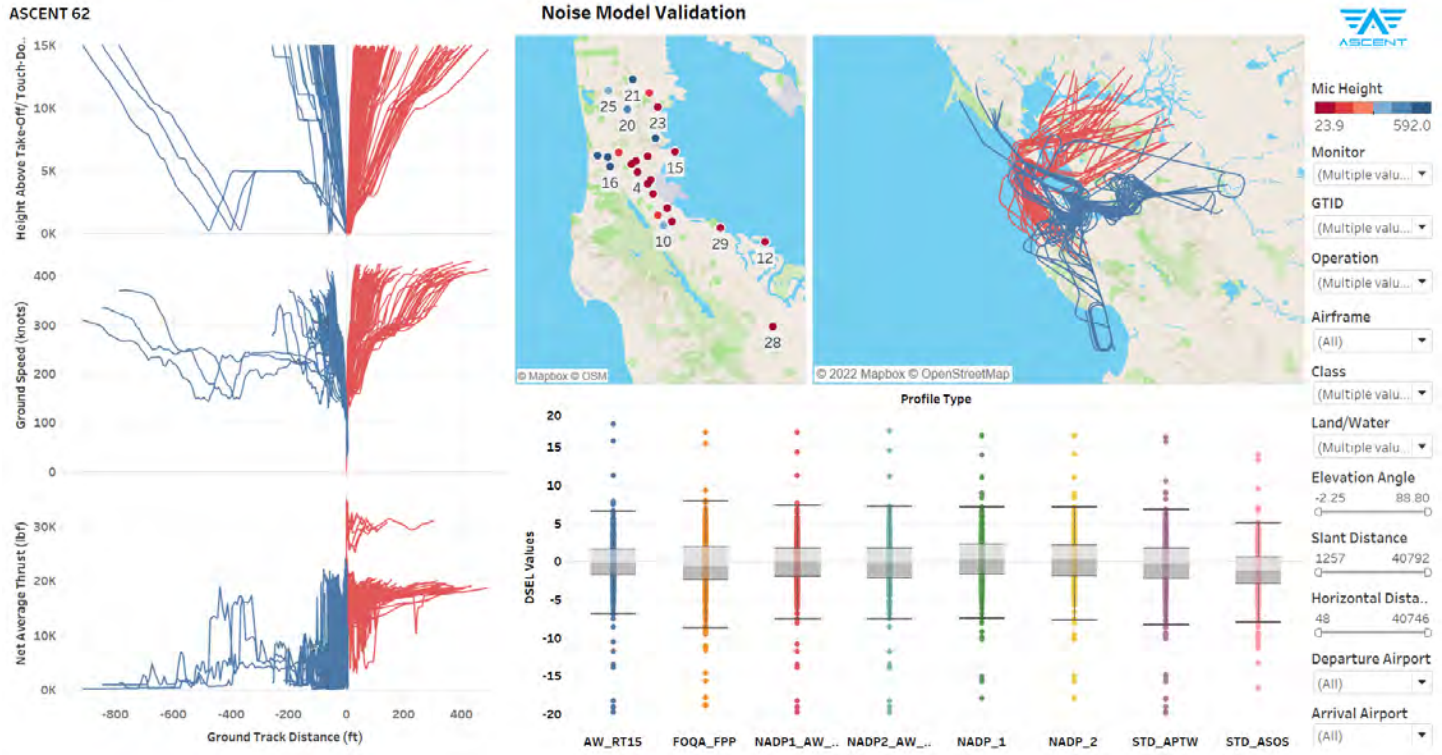 ASCENT 62
Noise Model Validation
ASCENT
Height Above Take-Off/ Touch-Do..
15K
10K
5K
0K
Ground Speed (knots)
400
300
200
100
0
Net Average Thrust (lbf)
30K
20K
10K
0K
-800 -600 -400 -200 0 200 400
Ground Track Distance (ft)
21
25
20
23
15
16
4
10
29
12
28
© Mapbox © OSM
© 2022 Mapbox © OpenStreetMap
Profile Type
DSEL Values
20
15
10
5
0
-5
-10
-15
-20
AW_RT15 FOQA_FPP NADP1_AW_.. NADP2_AW_.. NADP_1 NADP_2 STD_APTW STD_ASOS
Mic Height
23.9 592.0
Monitor
(Multiple valu...
GTID
(Multiple valu...
Operation
(Multiple valu...
Airframe
(All)
Class
(Multiple valu...
Land/Water
(Multiple valu...
Elevation Angle
-2.25 88.80
Slant Distance
1257 40792
Horizontal Dista..
48 40746
Departure Airport
(All)
Arrival Airport
(All)